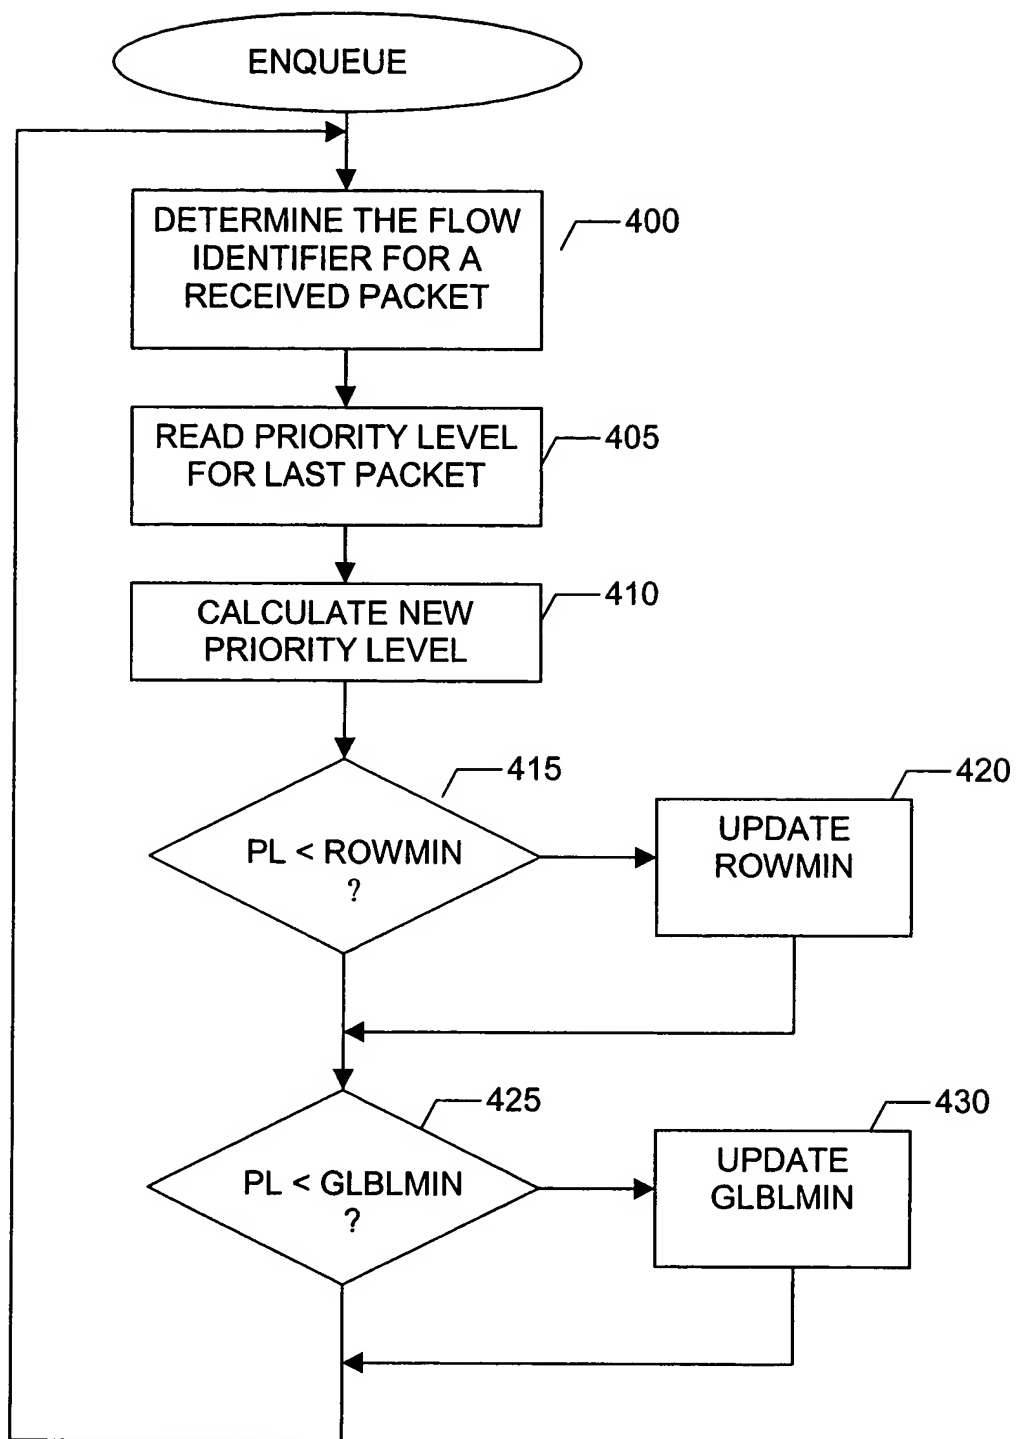 ENQUEUE
DETERMINE THE FLOW
IDENTIFIER FOR A
RECEIVED PACKET
400
READ PRIORITY LEVEL
FOR LAST PACKET
405
CALCULATE NEW
PRIORITY LEVEL
410
PL < ROWMIN
?
415
UPDATE
ROWMIN
420
PL < GLBLMIN
?
425
UPDATE
GLBLMIN
430